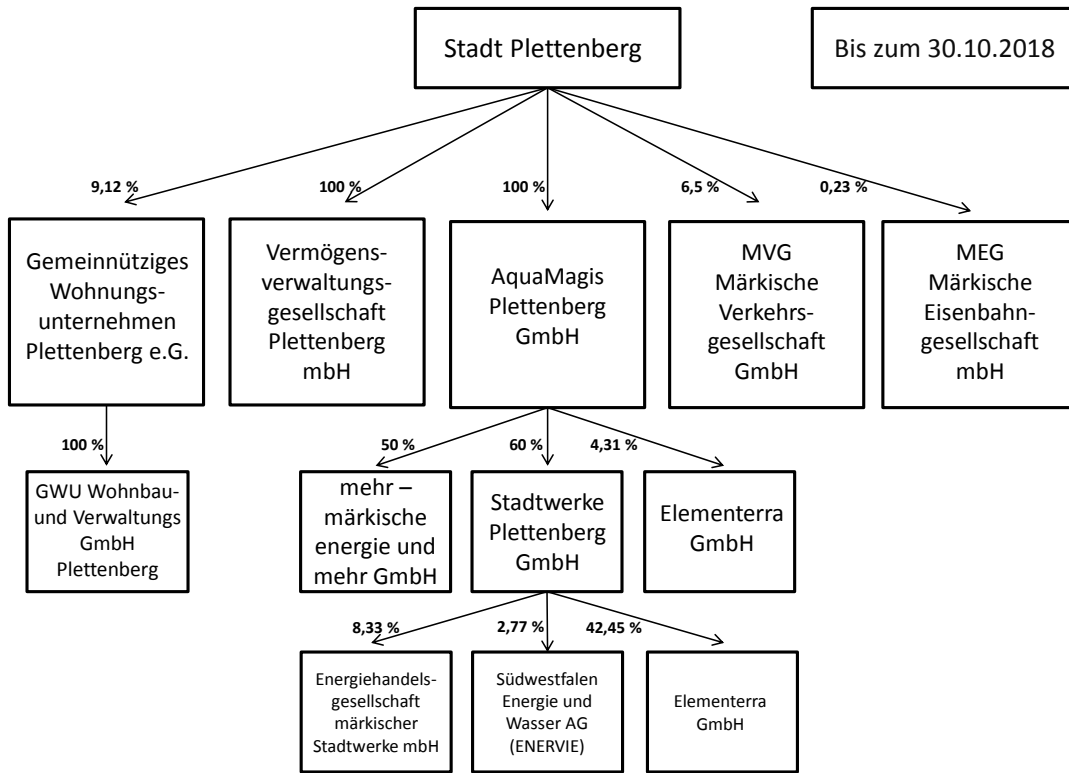 Stadt Plettenberg
Bis zum 30.10.2018
9,12 %
100 %
100 %
6,5 %
0,23 %
Gemeinnütziges
Wohnungs-
unternehmen
Plettenberg e.G.
Vermögens-
verwaltungs-
gesellschaft
Plettenberg
mbH
AquaMagis
Plettenberg
GmbH
MVG
Märkische
Verkehrs-
gesellschaft
GmbH
MEG
Märkische
Eisenbahn-
gesellschaft
mbH
100 %
50 %
60 %
4,31 %
GWU Wohnbau-
und Verwaltungs
GmbH
Plettenberg
mehr –
märkische
energie und
mehr GmbH
Stadtwerke
Plettenberg
GmbH
Elementerra
GmbH
8,33 %
2,77 %
42,45 %
Energiehandels-
gesellschaft
märkischer
Stadtwerke mbH
Südwestfalen
Energie und
Wasser AG
(ENERVIE)
Elementerra
GmbH